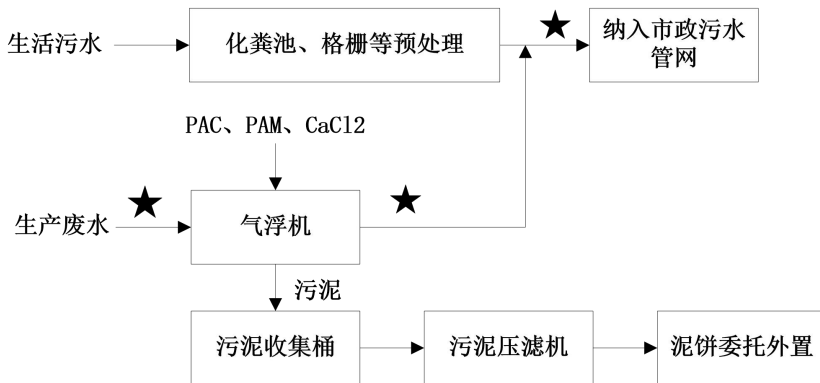 生活污水
化粪池、格栅等预处理
纳入市政污水
管网
PAC、PAM、CaCl2
生产废水
气浮机
污泥
污泥收集桶
污泥压滤机
泥饼委托外置